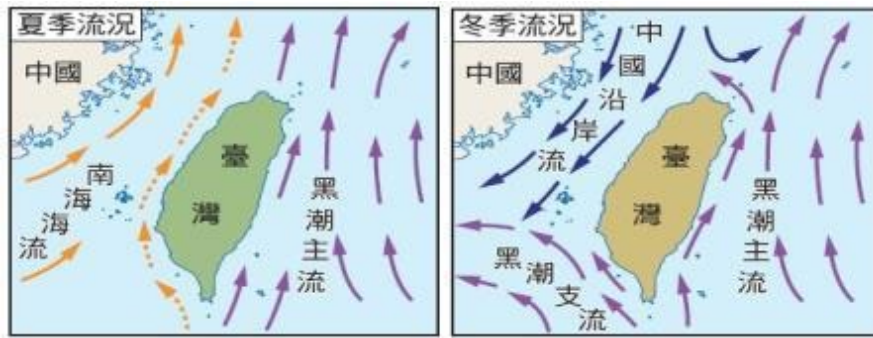 夏季流況
中國
南海海流
臺灣
黑潮主流
冬季流況
中國
中國沿岸流
臺灣
黑潮主流
黑潮支流